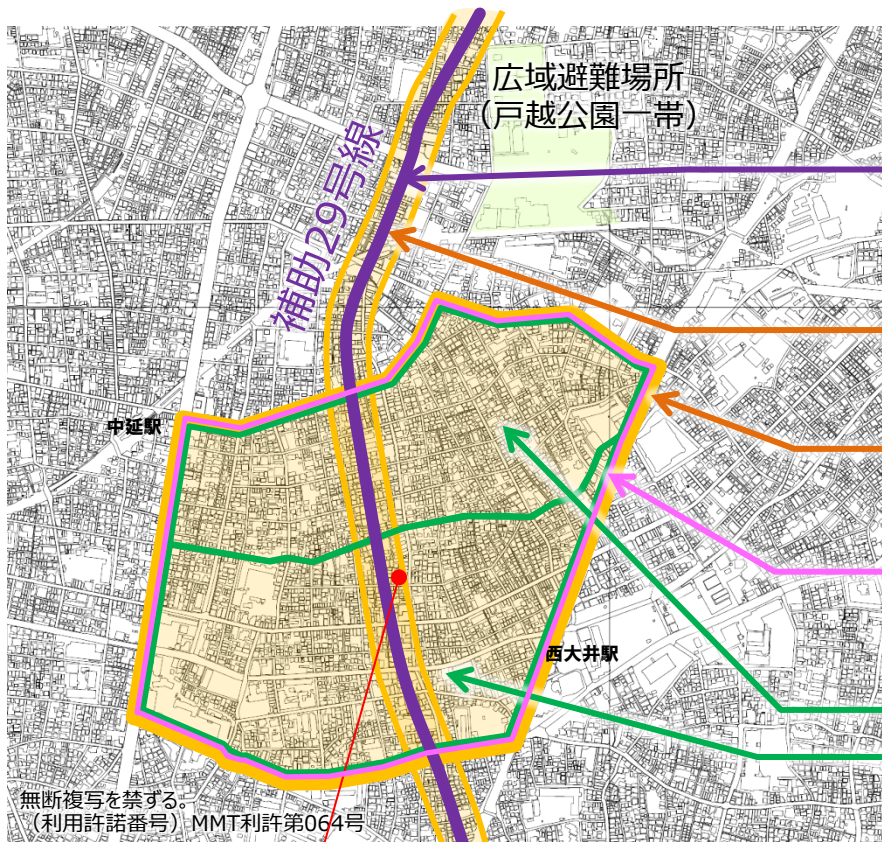 広域避難場所
（戸越公園一帯）
補助29号線
中延駅
西大井駅
無断複写を禁ずる。
（利用許諾番号）MMT利許第064号